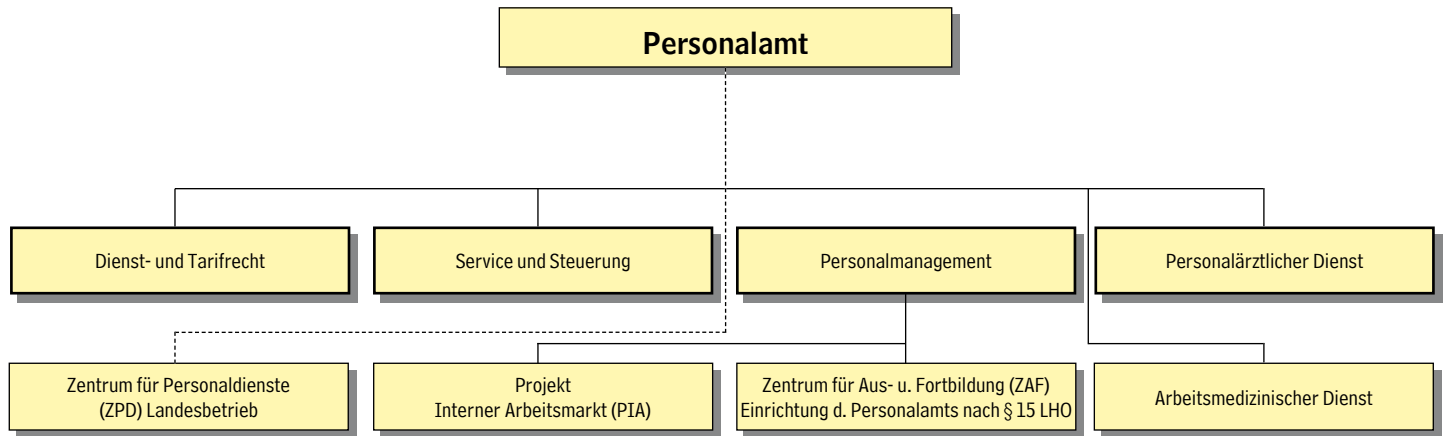 Personalamt
Dienst- und Tarifrecht
Service und Steuerung
Personalmanagement
Personalärztlicher Dienst
Zentrum für Personaldienste
(ZPD) Landesbetrieb
Projekt
Interner Arbeitsmarkt (PIA)
Zentrum für Aus- u. Fortbildung (ZAF)
Einrichtung d. Personalamts nach § 15 LHO
Arbeitsmedizinischer Dienst